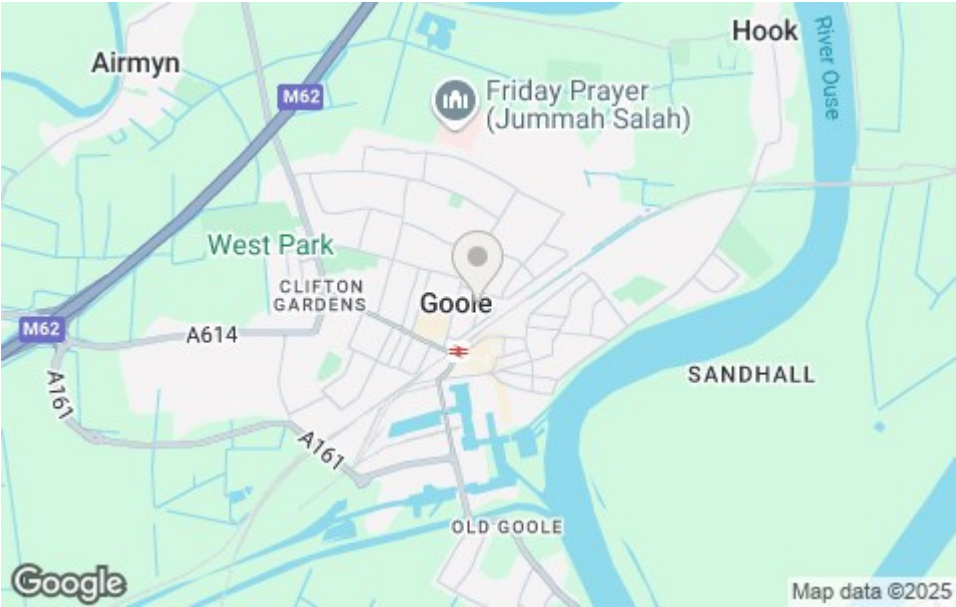 Hook
River Ouse
Airmyn
M62
Friday Prayer
(Jummah Salah)
West Park
CLIFTON
GARDENS
Goole
M62
A614
A161
SANDHALL
A161
OLD GOOLE
Google
Map data ©2025